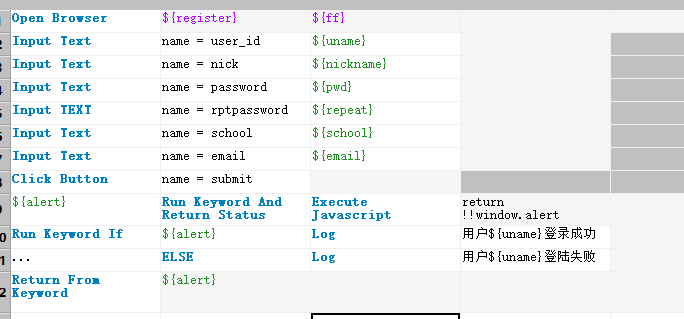 Open Browser ${register} ${ff}
2 Input Text name = user_id ${uname}
3 Input Text name = nick ${nickname}
4 Input Text name = password ${pwd}
5 Input TEXT name = rptpassword ${repeat}
6 Input Text name = school ${school}
7 Input Text name = email ${email}
8 Click Button name = submit
9 ${alert} Run Keyword And Execute return
Return Status Javascript !!window.alert
0 Run Keyword If ${alert} Log 用户${uname}登录成功
1 ... ELSE Log 用户${uname}登陆失败
2 Return From ${alert}
Keyword